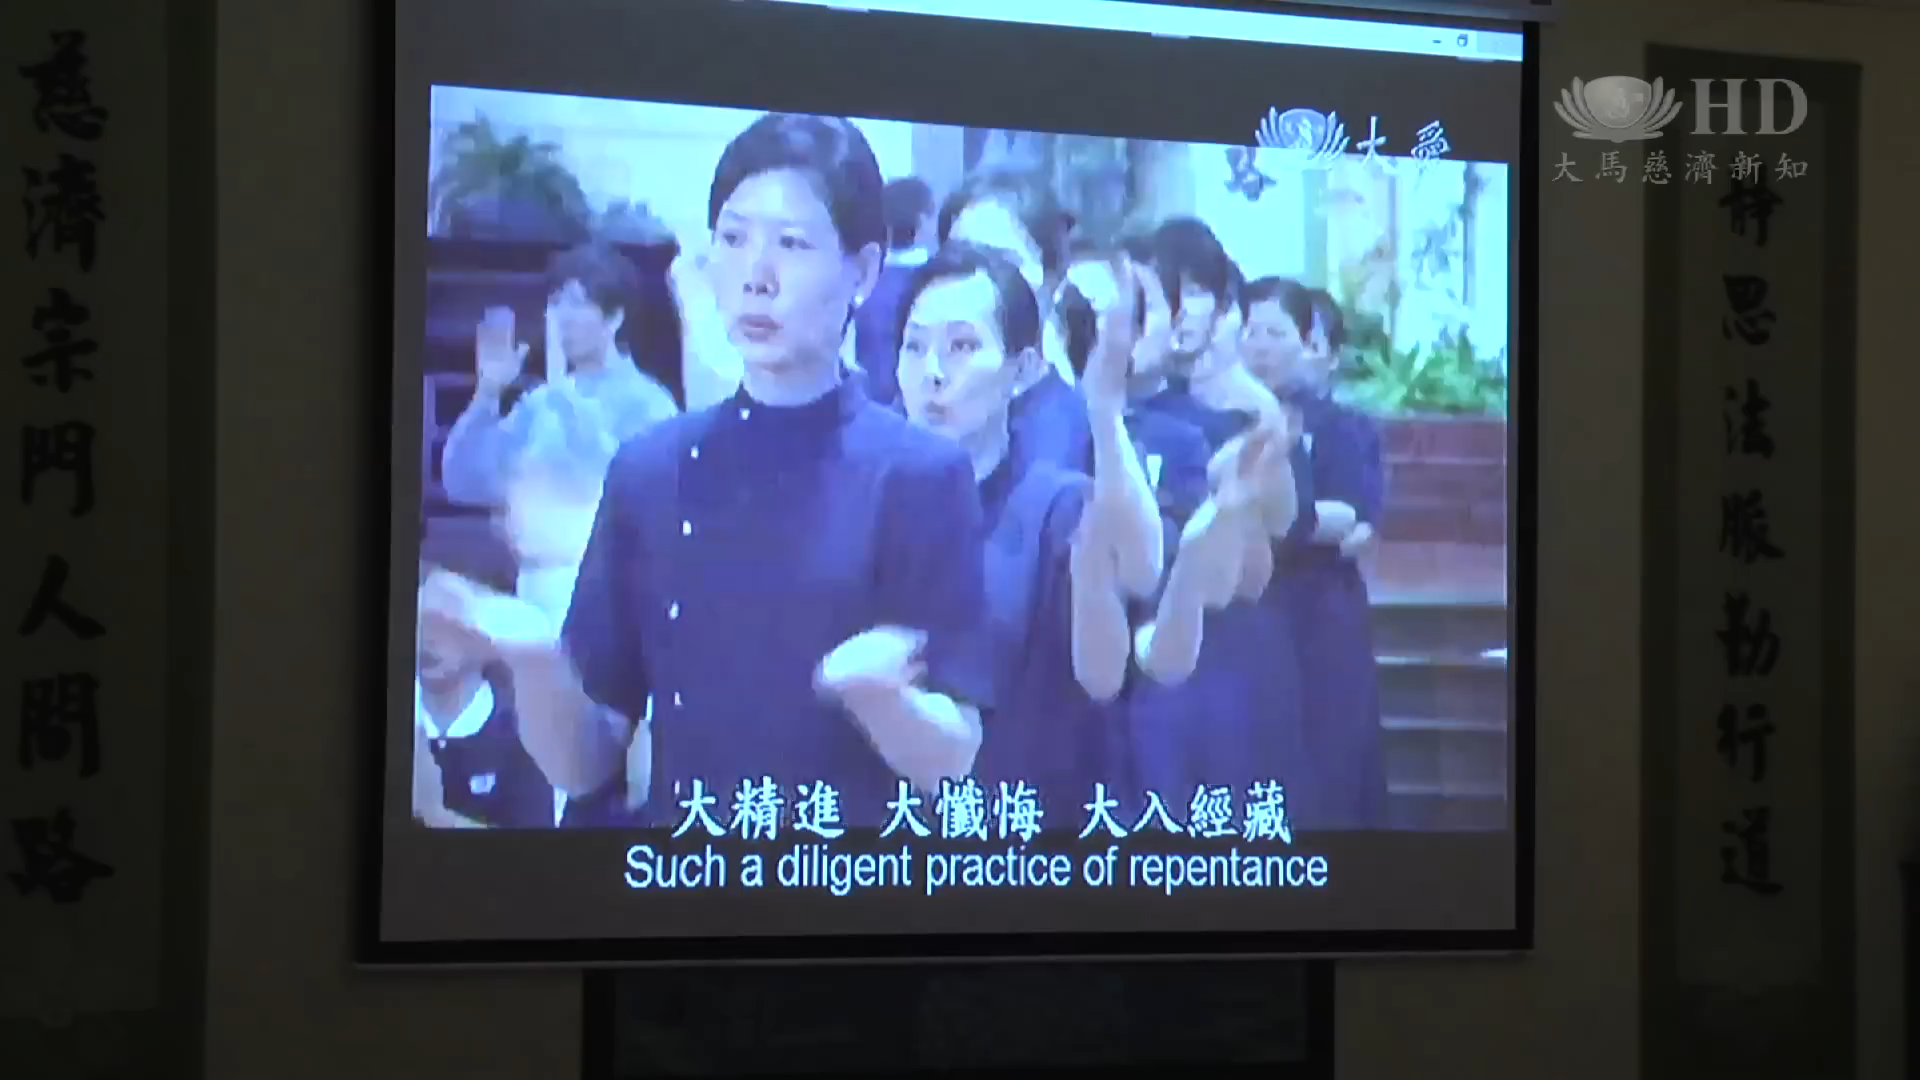 慈濟宗門人間路
HD
大馬慈濟新知
大愛
靜思法脈勤行道
大精進 大懺悔 大入經藏
Such a diligent practice of repentance